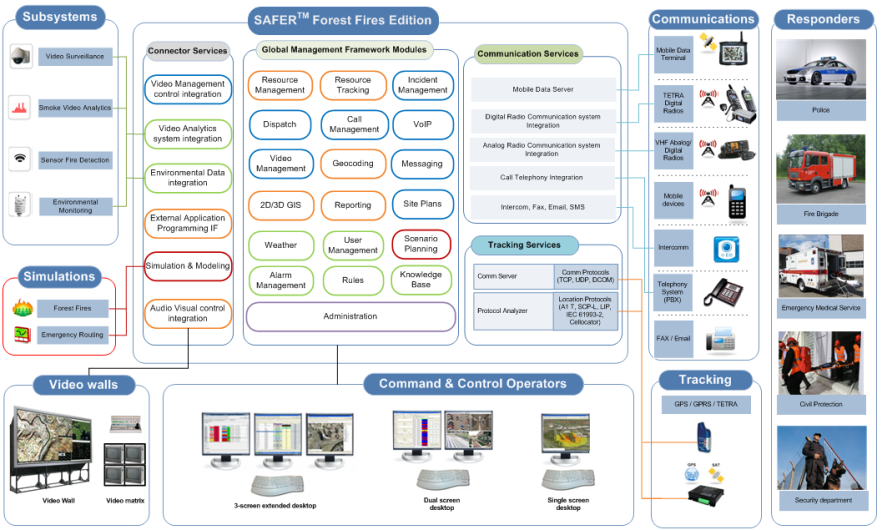 Subsystems
Video Surveillance
Smoke Video Analytics
Sensor Fire Detection
Environmental
Monitoring
Simulations
Forest Fires
Emergency Routing
SAFER™ Forest Fires Edition
Connector Services
Video Management
control integration
Video Analytics
system integration
Environmental Data
integration
External Application
Programming IF
Simulation & Modeling
Audio Visual control
integration
Global Management Framework Modules
Resource
Management
Resource
Tracking
Incident
Management
Dispatch
Call
Management
VoIP
Video
Management
Geocoding
Messaging
2D/3D GIS
Reporting
Site Plans
Weather
User
Management
Scenario
Planning
Alarm
Management
Rules
Knowledge
Base
Administration
Communication Services
Mobile Data Server
Digital Radio Communication system
Integration
Analog Radio Communication system
Integration
Call Telephony Integration
Intercom, Fax, Email, SMS
Tracking Services
Comm Server
Comm Protocols
(TCP, UDP, DCOM)
Protocol Analyzer
Location Protocols
(A1 T, SCP-L, LIP,
IEC 61993-2,
Cellocator)
Communications
Mobile Data
Terminal
TETRA
Digital
Radios
VHF Abalog/
Digital
Radios
Mobile
devices
Intercomm
Telephony
System
(PBX)
FAX / Email
Tracking
GPS / GPRS / TETRA
GPS
SAT
Responders
Police
Fire Brigade
Emergency Medical Service
Civil Protection
Security department
Video walls
Video Wall
Video matrix
Command & Control Operators
3-screen extended desktop
Dual screen
desktop
Single screen
desktop